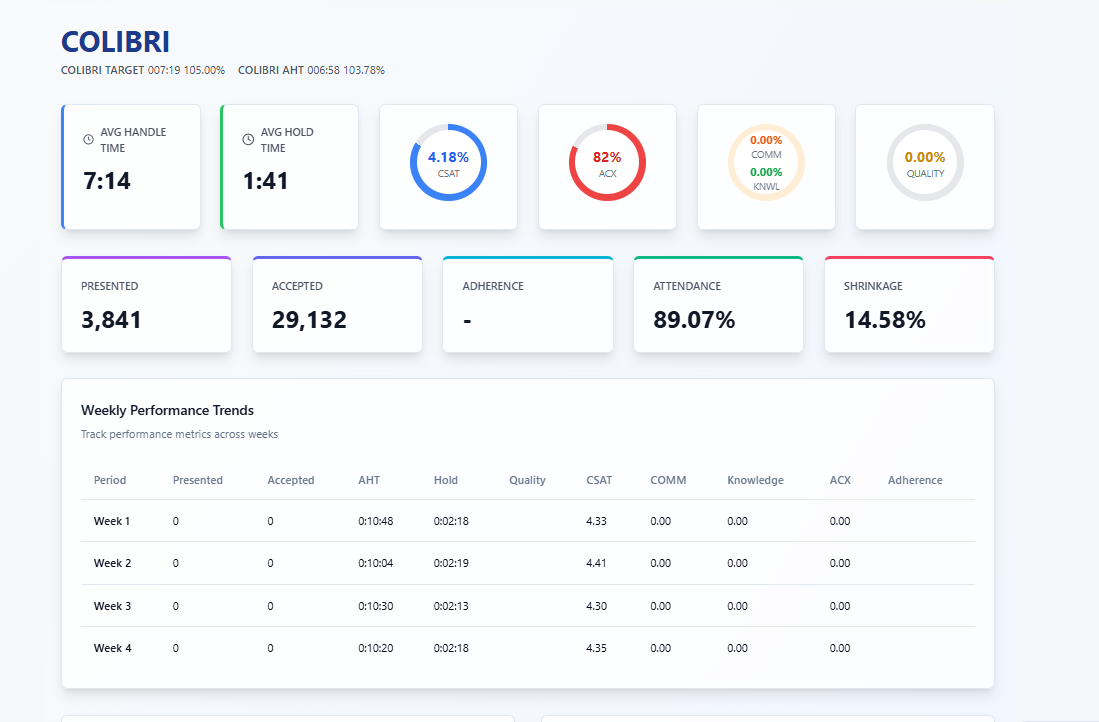 COLIBRI
COLIBRI TARGET 007:19 105.00% COLIBRI AHT 006:58 103.78%
AVG HANDLE
TIME
7:14
AVG HOLD
TIME
1:41
4.18%
CSAT
82%
ACX
0.00%
COMM
0.00%
KNWL
0.00%
QUALITY
PRESENTED
3,841
ACCEPTED
29,132
ADHERENCE
-
ATTENDANCE
89.07%
SHRINKAGE
14.58%
Weekly Performance Trends
Track performance metrics across weeks
Period Presented Accepted AHT Hold Quality CSAT COMM Knowledge ACX Adherence
Week 1 0 0 0:10:48 0:02:18 4.33 0.00 0.00 0.00
Week 2 0 0 0:10:04 0:02:19 4.41 0.00 0.00 0.00
Week 3 0 0 0:10:30 0:02:13 4.30 0.00 0.00 0.00
Week 4 0 0 0:10:20 0:02:18 4.35 0.00 0.00 0.00